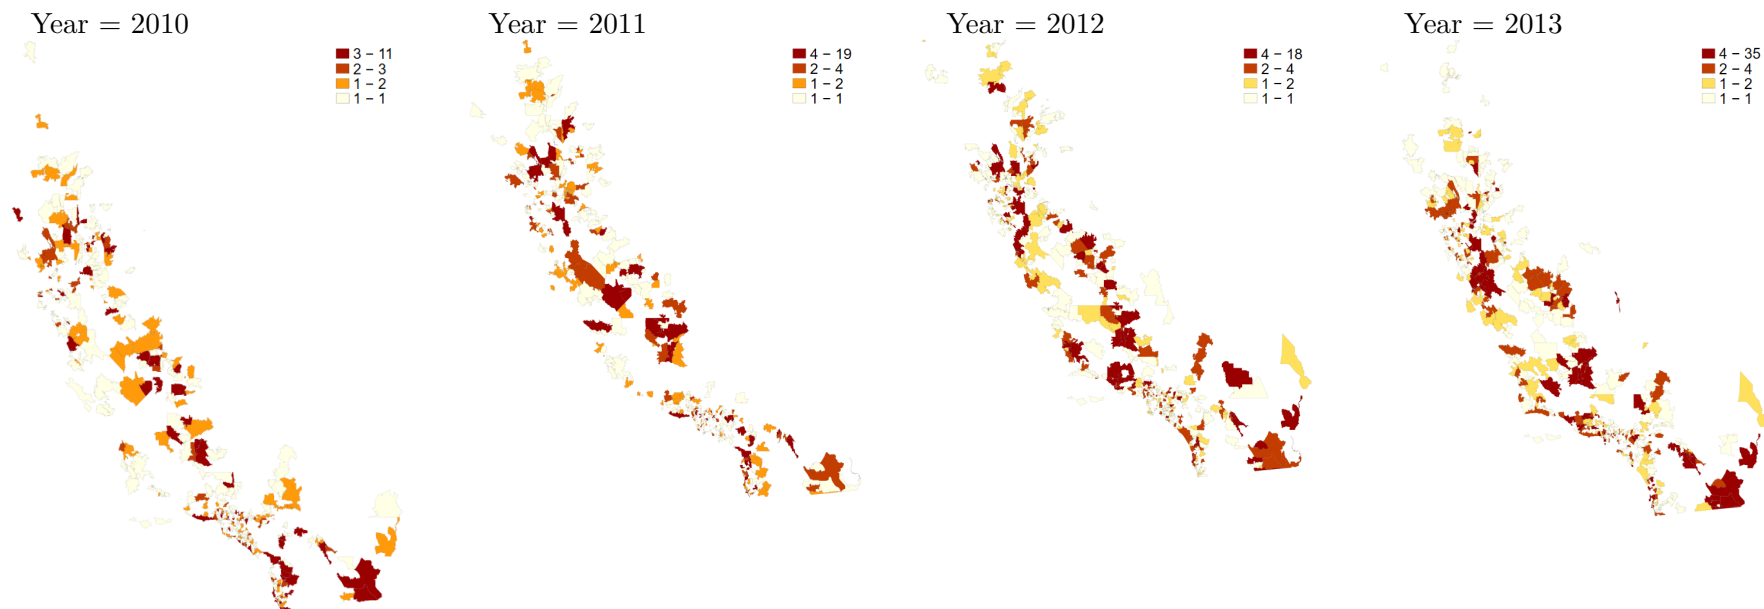 Year = 2010
3 – 11
2 – 3
1 – 2
1 – 1
Year = 2011
4 – 19
2 – 4
1 – 2
1 – 1
Year = 2012
4 – 18
2 – 4
1 – 2
1 – 1
Year = 2013
4 – 35
2 – 4
1 – 2
1 – 1